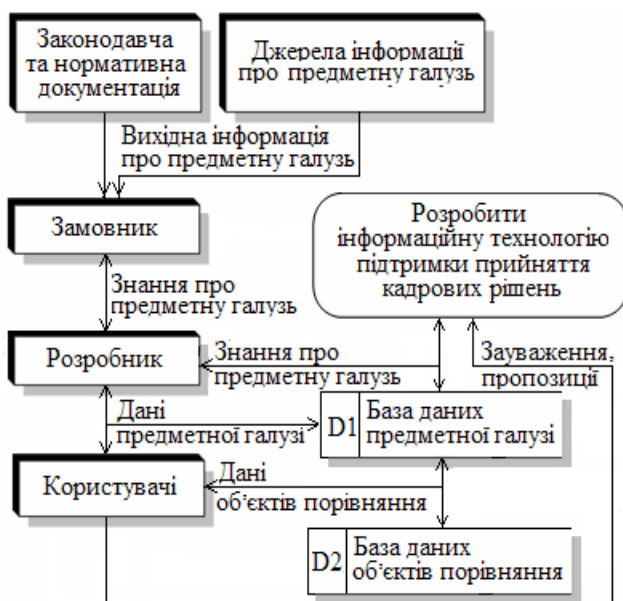 Законодавча
та нормативна
документація
Джерела інформації
про предметну галузь
Вихідна інформація
про предметну галузь
Замовник
Розробити
інформаційну технологію
підтримки прийняття
кадрових рішень
Знання про
предметну галузь
Розробник
Знання про
предметну галузь
Зауваження,
пропозиції
Дані
предметної галузі
D1
База даних
предметної галузі
Користувачі
Дані
об’єктів порівняння
D2
База даних
об’єктів порівняння